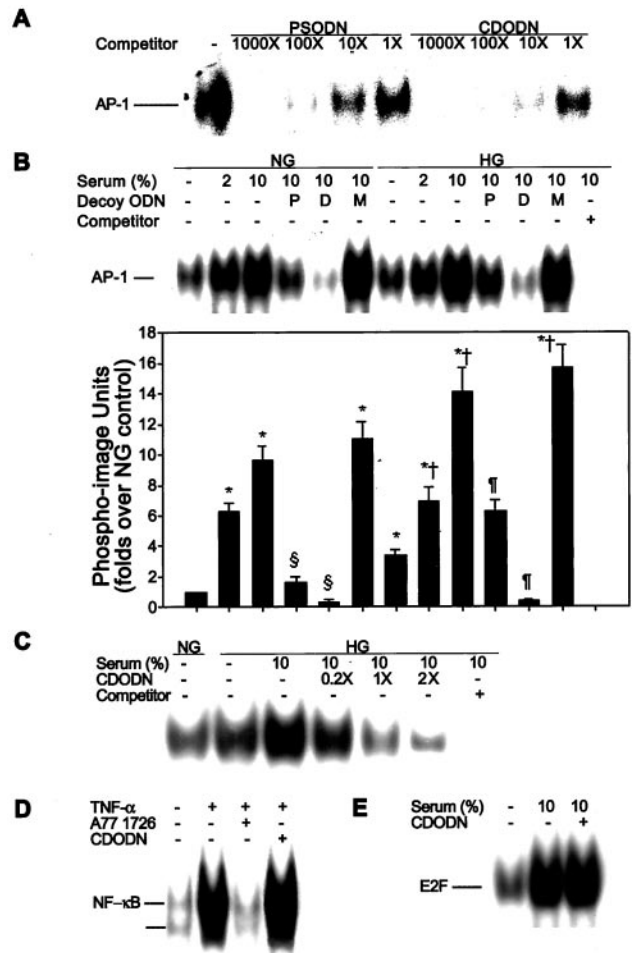 A
PSODN CDODN
Competitor - 1000X 100X 10X 1X 1000X 100X 10X 1X
AP-1
B
NG HG
Serum (%) - 2 10 10 10 10 - 2 10 10 10 10 10
Decoy ODN - - - P D M - - - P D M -
Competitor - - - - - - - - - - - - +
AP-1
Phospho-image Units
(folds over NG control)
18
16
14
12
10
8
6
4
2
0
* * § § * * *† *† ¶ ¶ *†
C
NG HG
Serum (%) - - 10 10 10 10 10
CDODN - - - 0.2X 1X 2X -
Competitor - - - - - - +
D
TNF-α - + + +
A77 1726 - - + -
CDODN - - - +
NF-κB
E
Serum (%) - 10 10
CDODN - - +
E2F